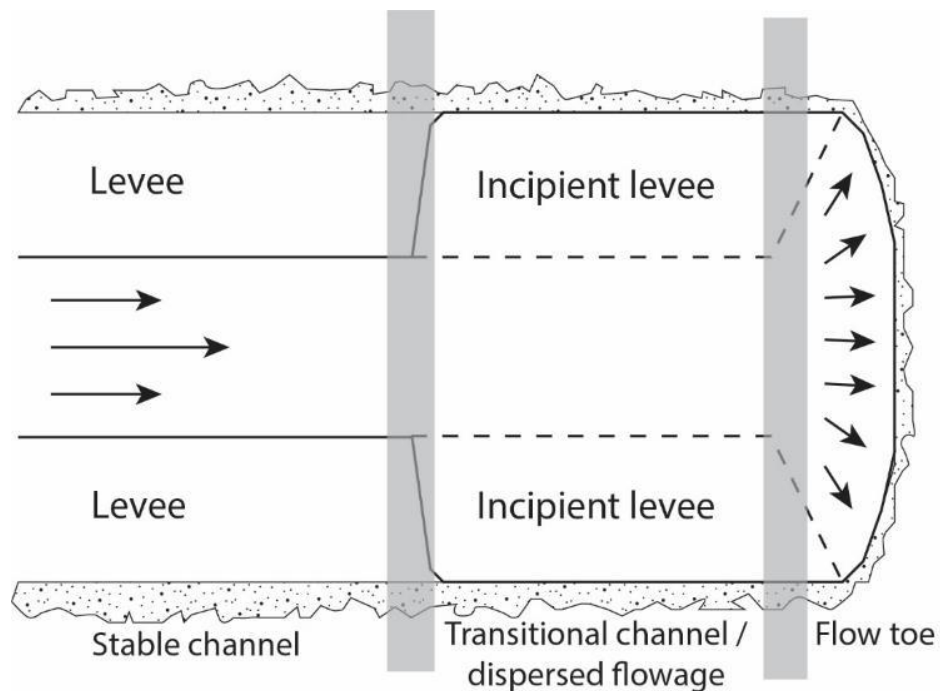 Levee
Incipient levee
Levee
Incipient levee
Stable channel
Transitional channel /
dispersed flowage
Flow toe